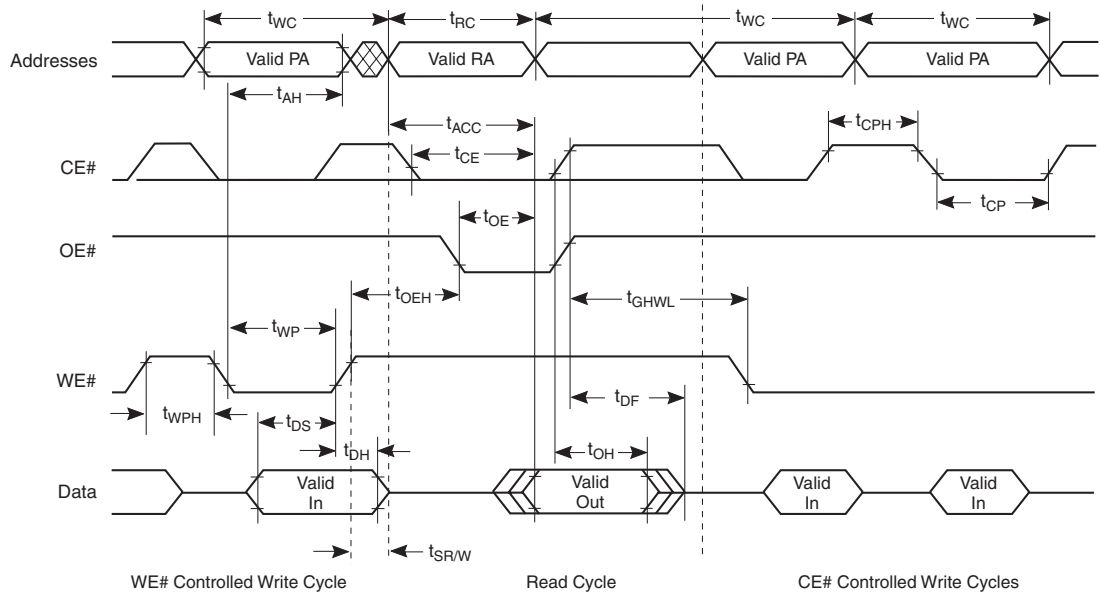 tWC tRC tWC tWC
Addresses Valid PA Valid RA Valid PA Valid PA
tAH
tACC tCPH
tCE
CE#
tCP
tOE
OE#
tOEH tGHWL
tWP
WE#
tDF
tWPH tDS
tDH tOH
Data Valid In Valid Out Valid In Valid In
tSR/W
WE# Controlled Write Cycle Read Cycle CE# Controlled Write Cycles